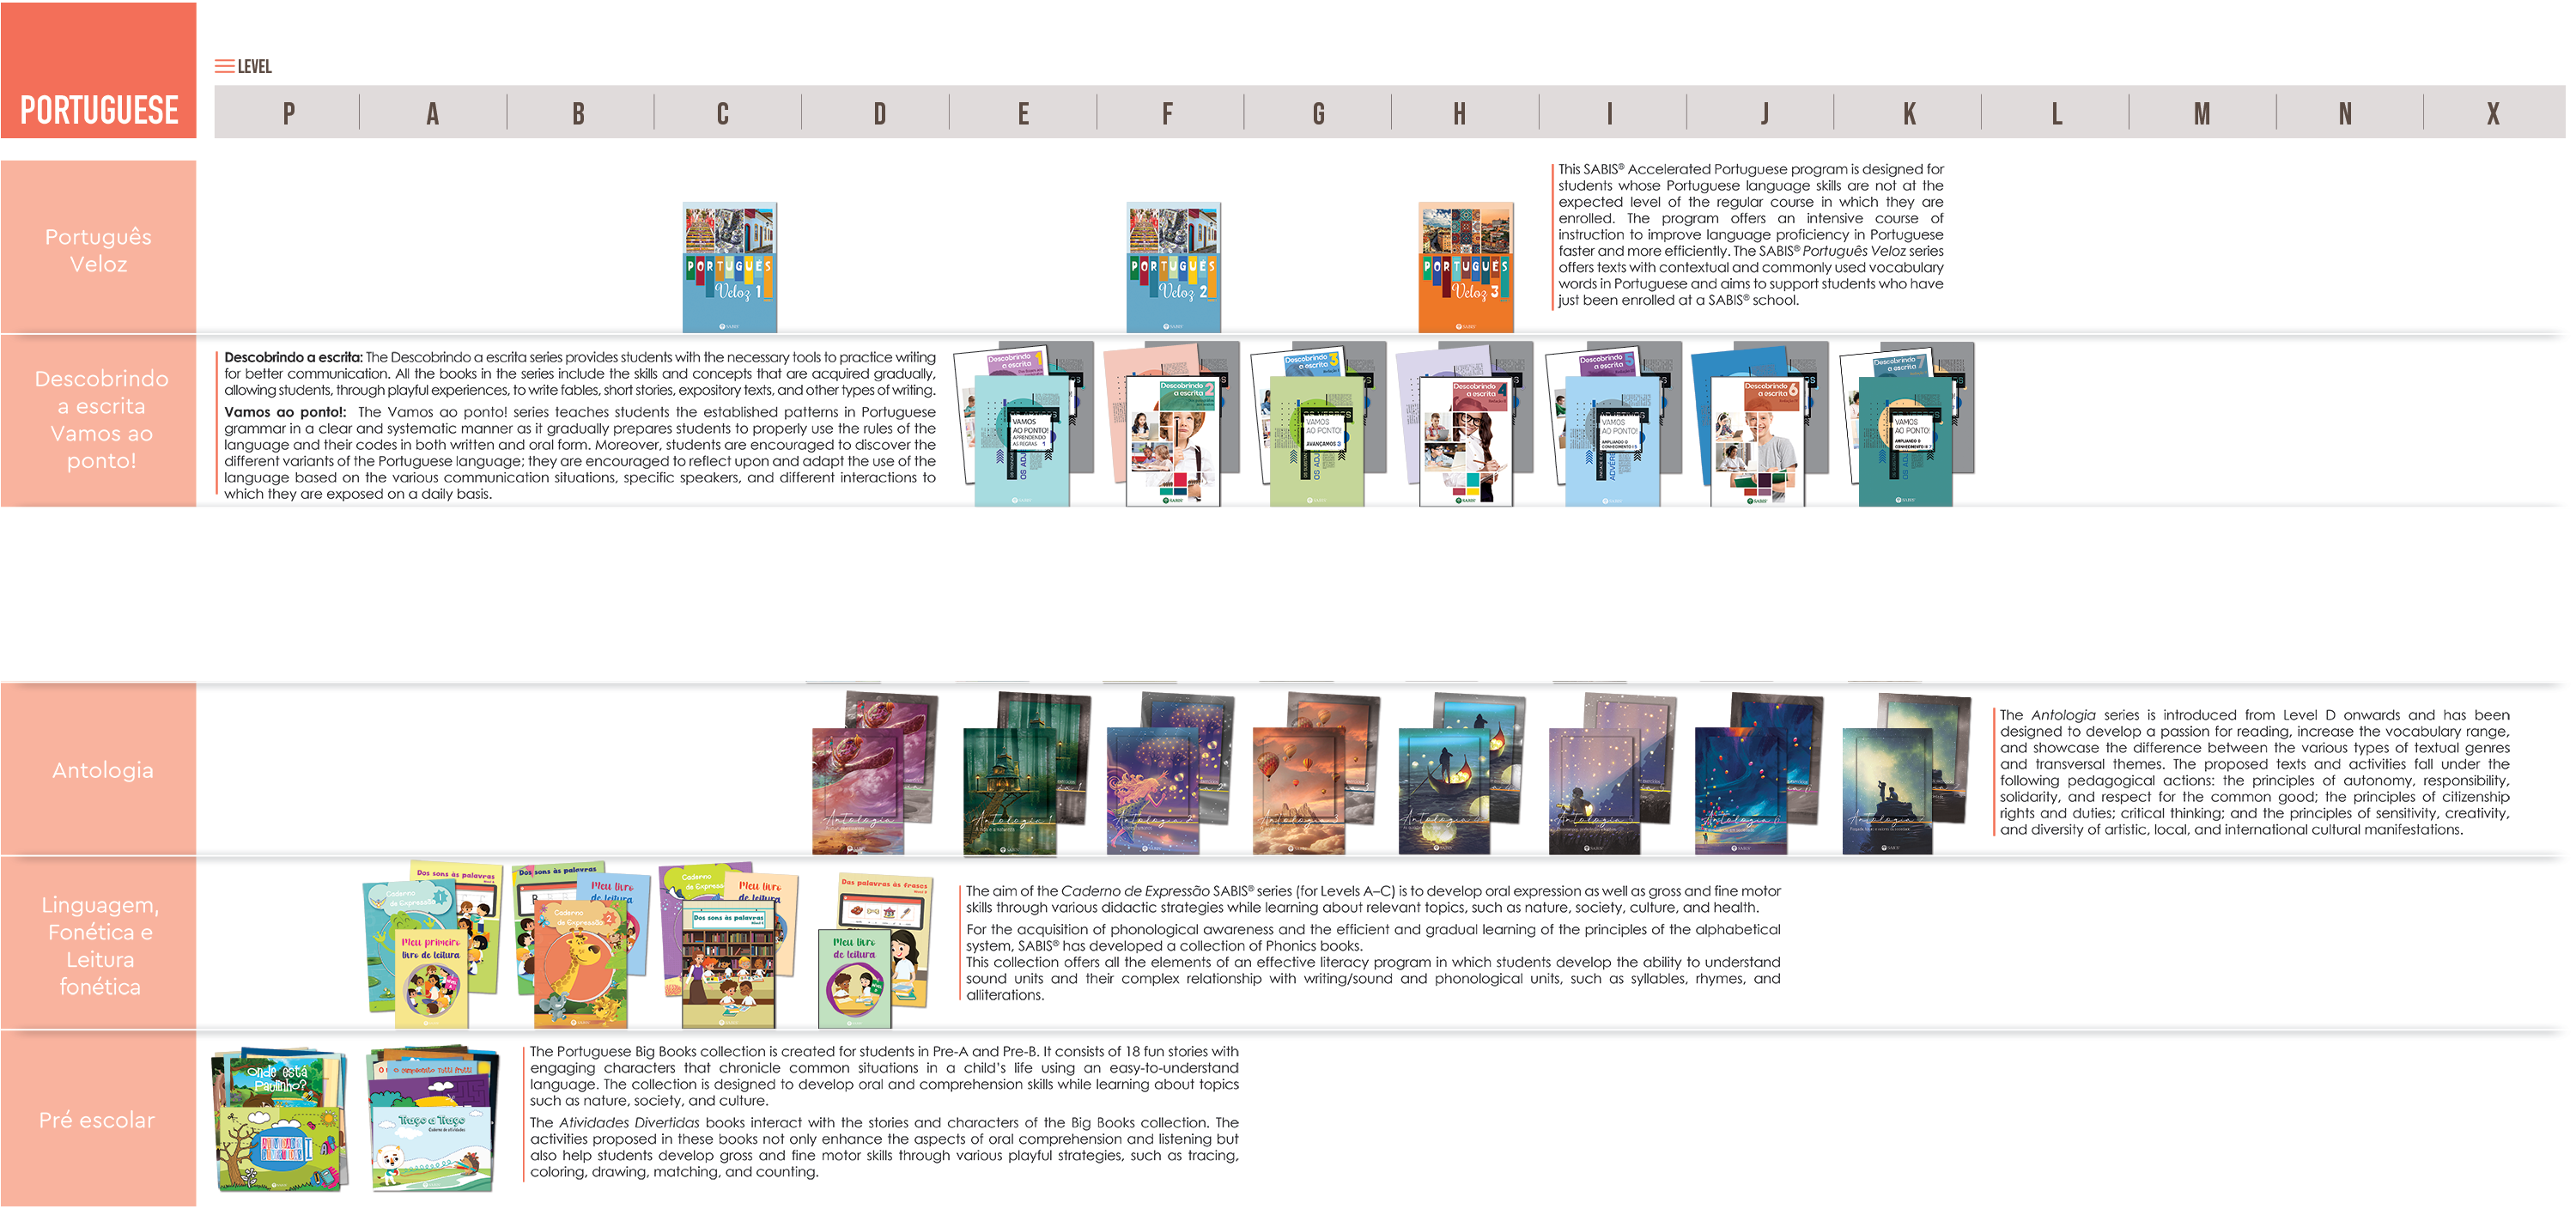 PORTUGUESE
LEVEL
P A B C D E F G H I J K L M N X
Português
Veloz
PORTUGUÊS
Veloz 1
PORTUGUÊS
Veloz 2
PORTUGUÊS
Veloz 3
This SABIS® Accelerated Portuguese program is designed for
students whose Portuguese language skills are not at the
expected level of the regular course in which they are
enrolled. The program offers an intensive course of
instruction to improve language proficiency in Portuguese
faster and more efficiently. The SABIS® Português Veloz series
offers texts with contextual and commonly used vocabulary
words in Portuguese and aims to support students who have
just been enrolled at a SABIS® school.
Descobrindo
a escrita
Vamos ao
ponto!
Descobrindo a escrita: The Descobrindo a escrita series provides students with the necessary tools to practice writing
for better communication. All the books in the series include the skills and concepts that are acquired gradually,
allowing students, through playful experiences, to write fables, short stories, expository texts, and other types of writing.
Vamos ao ponto!: The Vamos ao ponto! series teaches students the established patterns in Portuguese
grammar in a clear and systematic manner as it gradually prepares students to properly use the rules of the
language and their codes in both written and oral form. Moreover, students are encouraged to discover the
different variants of the Portuguese language; they are encouraged to reflect upon and adapt the use of the
language based on the various communication situations, specific speakers, and different interactions to
which they are exposed on a daily basis.
Descobrindo 1
VAMOS
AO PONTO!
APRENDENDO
AS REGRAS 1
Descobrindo
a escrita 2
Descobrindo
a escrita 3
VAMOS
AO PONTO!
AVANÇAMOS 3
Descobrindo
a escrita 4
Descobrindo
a escrita 5
VAMOS
AO PONTO!
AMPLIANDO O
CONHECIMENTO
Descobrindo
a escrita 6
Descobrindo
a escrita 7
VAMOS
AO PONTO!
AMPLIANDO O
CONHECIMENTO
Antologia
The Antologia series is introduced from Level D onwards and has been
designed to develop a passion for reading, increase the vocabulary range,
and showcase the difference between the various types of textual genres
and transversal themes. The proposed texts and activities fall under the
following pedagogical actions: the principles of autonomy, responsibility,
solidarity, and respect for the common good; the principles of citizenship
rights and duties; critical thinking; and the principles of sensitivity, creativity,
and diversity of artistic, local, and international cultural manifestations.
Linguagem,
Fonética e
Leitura
fonética
Dos sons às palavras
Caderno
de Expressão 1
Meu primeiro
livro de leitura
Dos sons às palavras
Meu livro
de leitura
Caderno
de Expressão 2
Caderno
de Expressão
Meu livro
de leitura
Dos sons às palavras
Das palavras às frases
Meu livro
de leitura
The aim of the Caderno de Expressão SABIS® series (for Levels A–C) is to develop oral expression as well as gross and fine motor
skills through various didactic strategies while learning about relevant topics, such as nature, society, culture, and health.
For the acquisition of phonological awareness and the efficient and gradual learning of the principles of the alphabetical
system, SABIS® has developed a collection of Phonics books.
This collection offers all the elements of an effective literacy program in which students develop the ability to understand
sound units and their complex relationship with writing/sound and phonological units, such as syllables, rhymes, and
alliterations.
Pré escolar
Onde está
Paulinho?
ATIVIDADES
DIVERTIDAS
O campeonato tutti frutti
Traço a Traço
Caderno de atividades
The Portuguese Big Books collection is created for students in Pre-A and Pre-B. It consists of 18 fun stories with
engaging characters that chronicle common situations in a child's life using an easy-to-understand
language. The collection is designed to develop oral and comprehension skills while learning about topics
such as nature, society, and culture.
The Atividades Divertidas books interact with the stories and characters of the Big Books collection. The
activities proposed in these books not only enhance the aspects of oral comprehension and listening but
also help students develop gross and fine motor skills through various playful strategies, such as tracing,
coloring, drawing, matching, and counting.